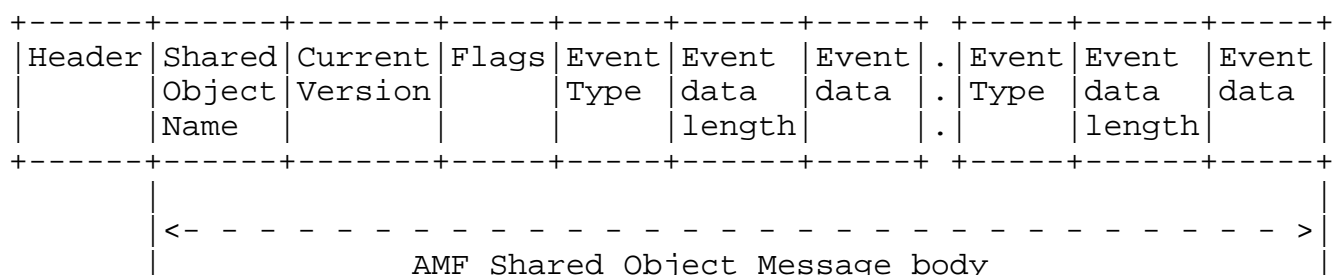 +------+------+-------+-----+-----+------+-----+ +-----+------+-----+
|Header|Shared|Current|Flags|Event|Event |Event|.|Event|Event |Event|
|      |Object|Version|     |Type |data  |data |.|Type |data  |data |
|      |Name  |       |     |     |length|     |.|     |length|     |
+------+------+-------+-----+-----+------+-----+ +-----+------+-----+
       |                                                            |
       |<- - - - - - - - - - - - - - - - - - - - - - - - - - - - - >|
       |             AMF Shared Object Message body                 |